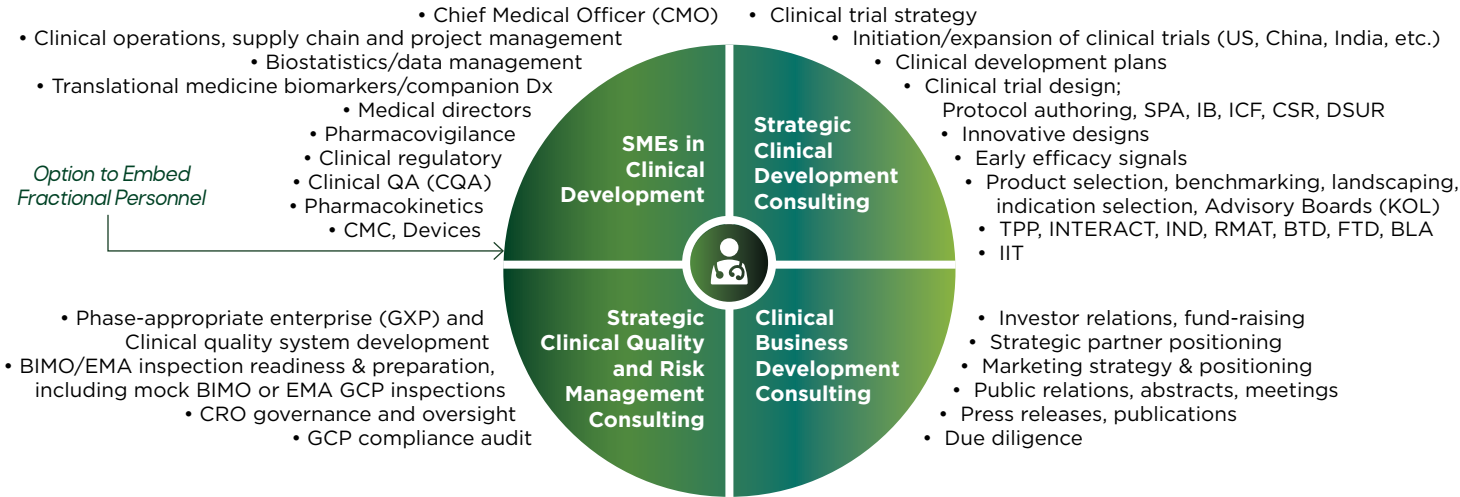 • Chief Medical Officer (CMO)
• Clinical operations, supply chain and project management
• Biostatistics/data management
• Translational medicine biomarkers/companion Dx
• Medical directors
• Pharmacovigilance
• Clinical regulatory
• Clinical QA (CQA)
• Pharmacokinetics
• CMC, Devices
Option to Embed
Fractional Personnel
SMEs in
Clinical
Development
Strategic
Clinical
Development
Consulting
• Clinical trial strategy
• Initiation/expansion of clinical trials (US, China, India, etc.)
• Clinical development plans
• Clinical trial design;
Protocol authoring, SPA, IB, ICF, CSR, DSUR
• Innovative designs
• Early efficacy signals
• Product selection, benchmarking, landscaping,
indication selection, Advisory Boards (KOL)
• TPP, INTERACT, IND, RMAT, BTD, FTD, BLA
• IIT
• Phase-appropriate enterprise (GXP) and
Clinical quality system development
• BIMO/EMA inspection readiness & preparation,
including mock BIMO or EMA GCP inspections
• CRO governance and oversight
• GCP compliance audit
Strategic
Clinical Quality
and Risk
Management
Consulting
Clinical
Business
Development
Consulting
• Investor relations, fund-raising
• Strategic partner positioning
• Marketing strategy & positioning
• Public relations, abstracts, meetings
• Press releases, publications
• Due diligence